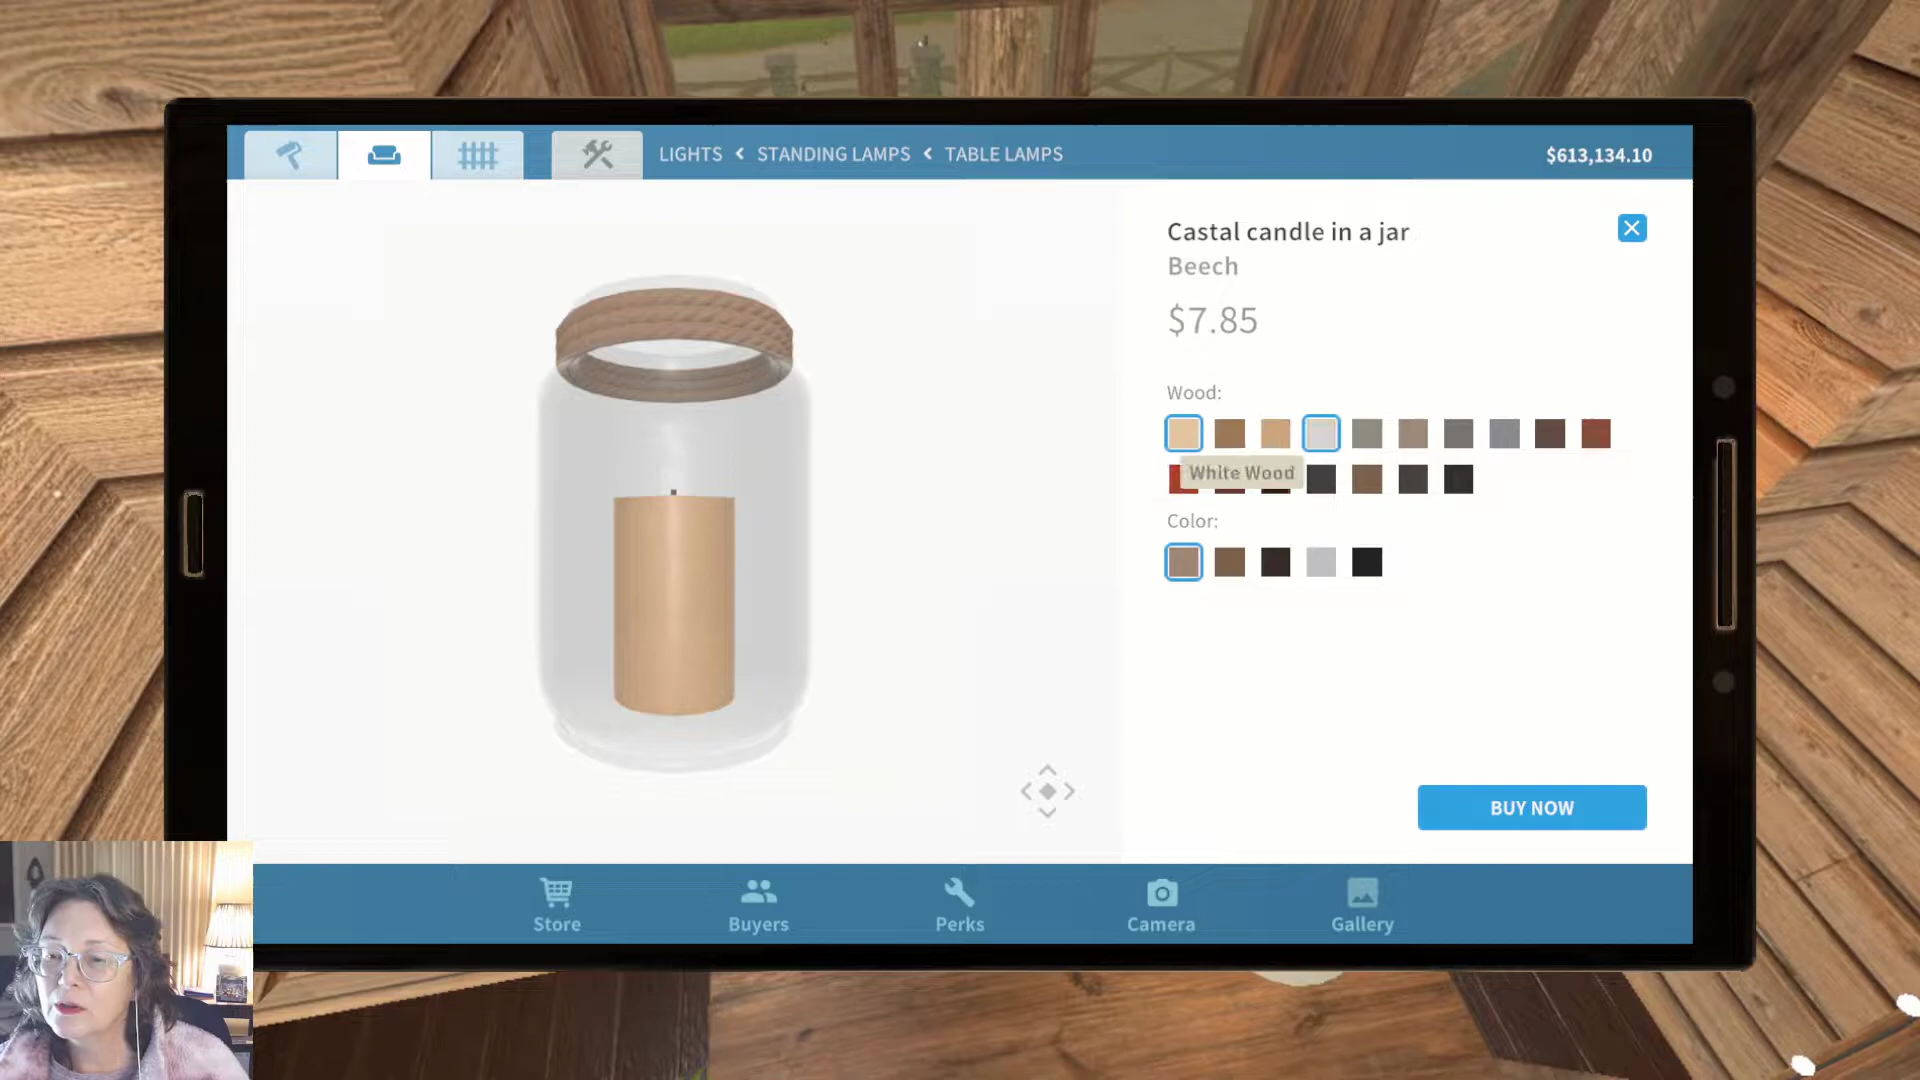 LIGHTS < STANDING LAMPS < TABLE LAMPS
$613,134.10
Castal candle in a jar
Beech
$7.85
Wood:
White Wood
Color:
BUY NOW
Store
Buyers
Perks
Camera
Gallery